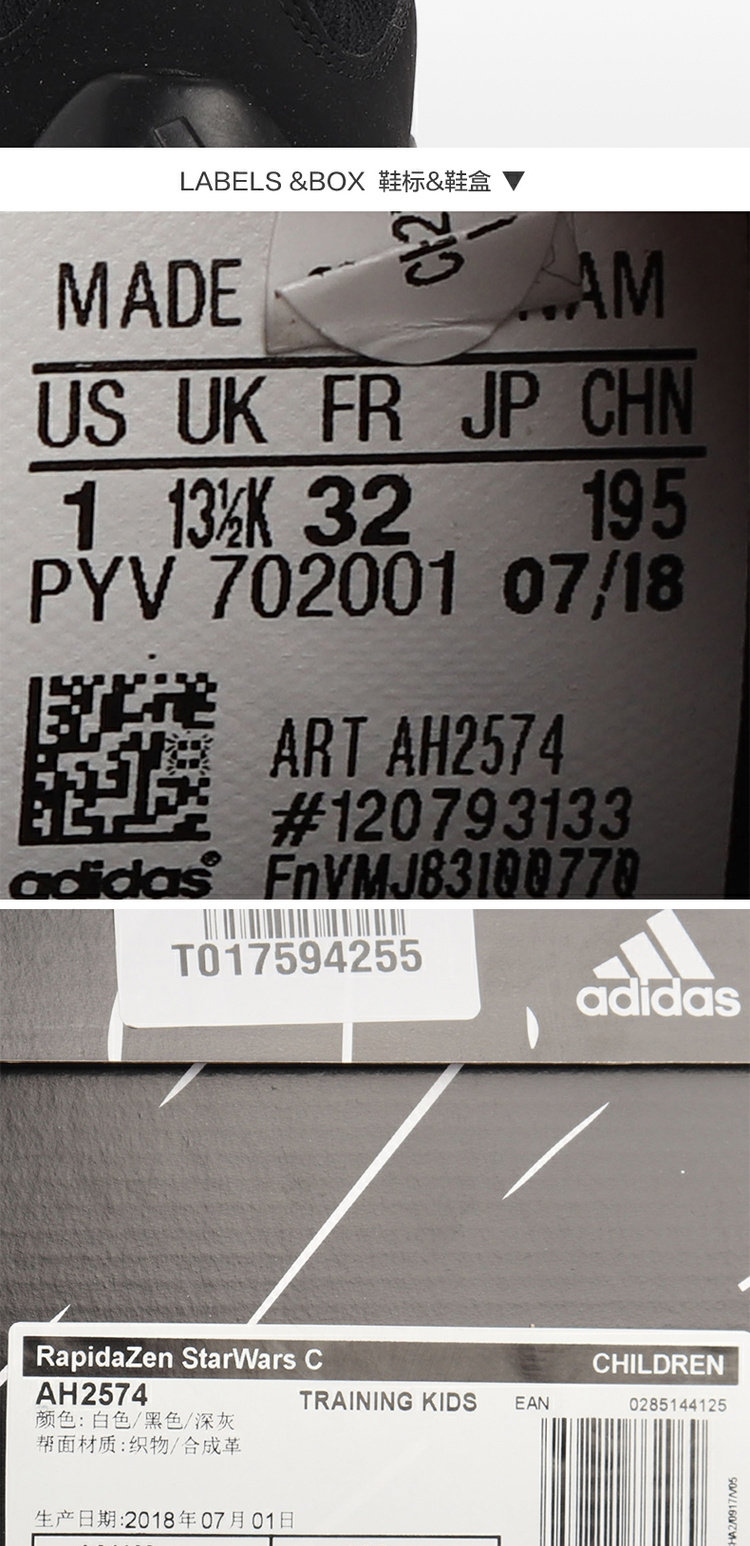 LABELS &BOX 鞋标&鞋盒 ▼
MADE
US UK FR JP CHN
1 13½K 32 195
PYV 702001 07/18
ART AH2574
#120793133
adidas®
T017594255
adidas
RapidaZen StarWars C CHILDREN
AH2574 TRAINING KIDS EAN 0285144125
颜色: 白色/黑色/深灰
帮面材质:织物/合成革
生产日期:2018年07月01日